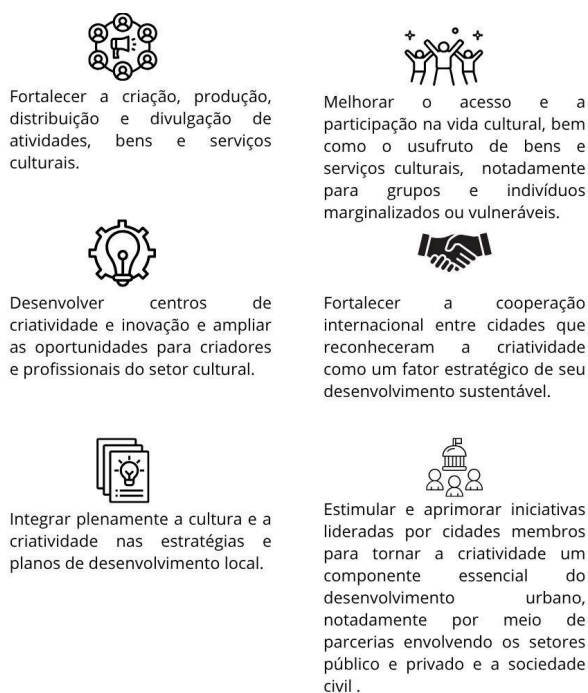 Fortalecer a criação, produção,
distribuição e divulgação de
atividades, bens e serviços
culturais.
Melhorar o acesso e a
participação na vida cultural, bem
como o usufruto de bens e
serviços culturais, notadamente
para grupos e indivíduos
marginalizados ou vulneráveis.
Desenvolver centros de
criatividade e inovação e ampliar
as oportunidades para criadores
e profissionais do setor cultural.
Fortalecer a cooperação
internacional entre cidades que
reconheceram a criatividade
como um fator estratégico de seu
desenvolvimento sustentável.
Integrar plenamente a cultura e a
criatividade nas estratégias e
planos de desenvolvimento local.
Estimular e aprimorar iniciativas
lideradas por cidades membros
para tornar a criatividade um
componente essencial do
desenvolvimento urbano,
notadamente por meio de
parcerias envolvendo os setores
público e privado e a sociedade
civil .